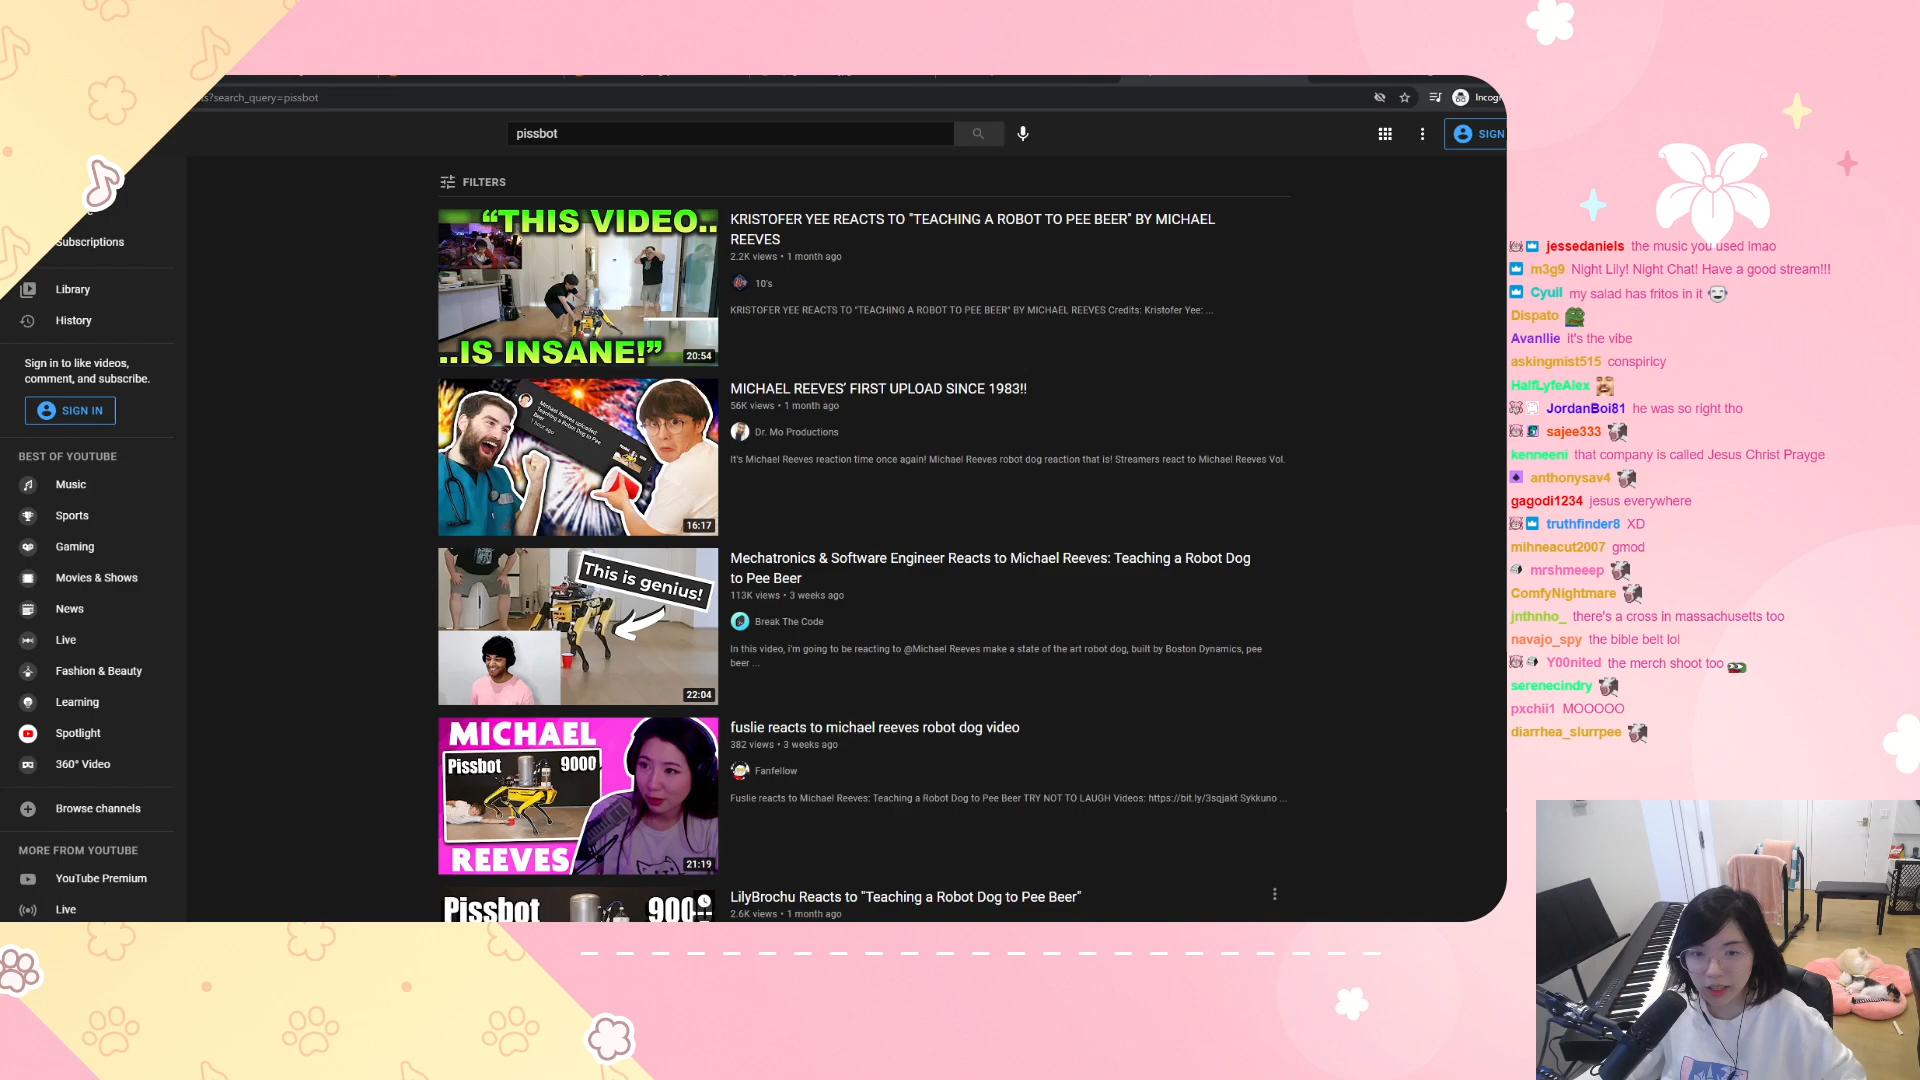 ?search_query=pissbot
Incog
pissbot
SIGN
FILTERS
Subscriptions
Library
History
Sign in to like videos,
comment, and subscribe.
SIGN IN
BEST OF YOUTUBE
Music
Sports
Gaming
Movies & Shows
News
Live
Fashion & Beauty
Learning
Spotlight
360° Video
Browse channels
MORE FROM YOUTUBE
YouTube Premium
Live
“THIS VIDEO..
..IS INSANE!”
20:54
KRISTOFER YEE REACTS TO "TEACHING A ROBOT TO PEE BEER" BY MICHAEL
REEVES
2.2K views • 1 month ago
10's
KRISTOFER YEE REACTS TO "TEACHING A ROBOT TO PEE BEER" BY MICHAEL REEVES Credits: Kristofer Yee: ...
Michael Reeves uploaded:
Teaching a Robot Dog to Pee
Beer
1 hour ago
16:17
MICHAEL REEVES’ FIRST UPLOAD SINCE 1983!!
56K views • 1 month ago
Dr. Mo Productions
It's Michael Reeves reaction time once again! Michael Reeves robot dog reaction that is! Streamers react to Michael Reeves Vol.
This is genius!
22:04
Mechatronics & Software Engineer Reacts to Michael Reeves: Teaching a Robot Dog
to Pee Beer
113K views • 3 weeks ago
Break The Code
In this video, i'm going to be reacting to @Michael Reeves make a state of the art robot dog, built by Boston Dynamics, pee
beer ...
MICHAEL
Pissbot 9000
REEVES
21:19
fuslie reacts to michael reeves robot dog video
382 views • 3 weeks ago
Fanfellow
Fuslie reacts to Michael Reeves: Teaching a Robot Dog to Pee Beer TRY NOT TO LAUGH Videos: https://bit.ly/3sqjakt Sykkuno ...
Pissbot 900
LilyBrochu Reacts to "Teaching a Robot Dog to Pee Beer"
2.6K views • 1 month ago
jessedaniels the music you used lmao
m3g9 Night Lily! Night Chat! Have a good stream!!!
Cyuil my salad has fritos in it
Dispato
Avanllie it's the vibe
askingmist515 conspiricy
HalfLyfeAlex
JordanBoi81 he was so right tho
sajee333
kenneeni that company is called Jesus Christ Prayge
anthonysav4
gagodi1234 jesus everywhere
truthfinder8 XD
mihneacut2007 gmod
mrshmeeep
ComfyNightmare
jnthnho_ there's a cross in massachusetts too
navajo_spy the bible belt lol
Y00nited the merch shoot too
serenecindry
pxchii1 MOOOOO
diarrhea_slurrpee